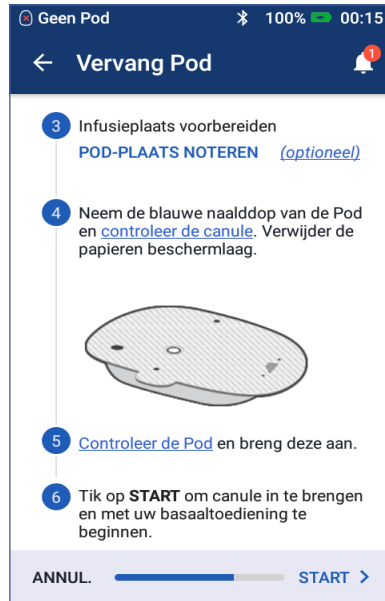 Geen Pod 100% 00:15
Vervang Pod
1
3 Infusieplaats voorbereiden
POD-PLAATS NOTEREN (optioneel)
4 Neem de blauwe naalddop van de Pod
en controleer de canule. Verwijder de
papieren beschermlaag.
5 Controleer de Pod en breng deze aan.
6 Tik op START om canule in te brengen
en met uw basaaltoediening te
beginnen.
ANNUL. START